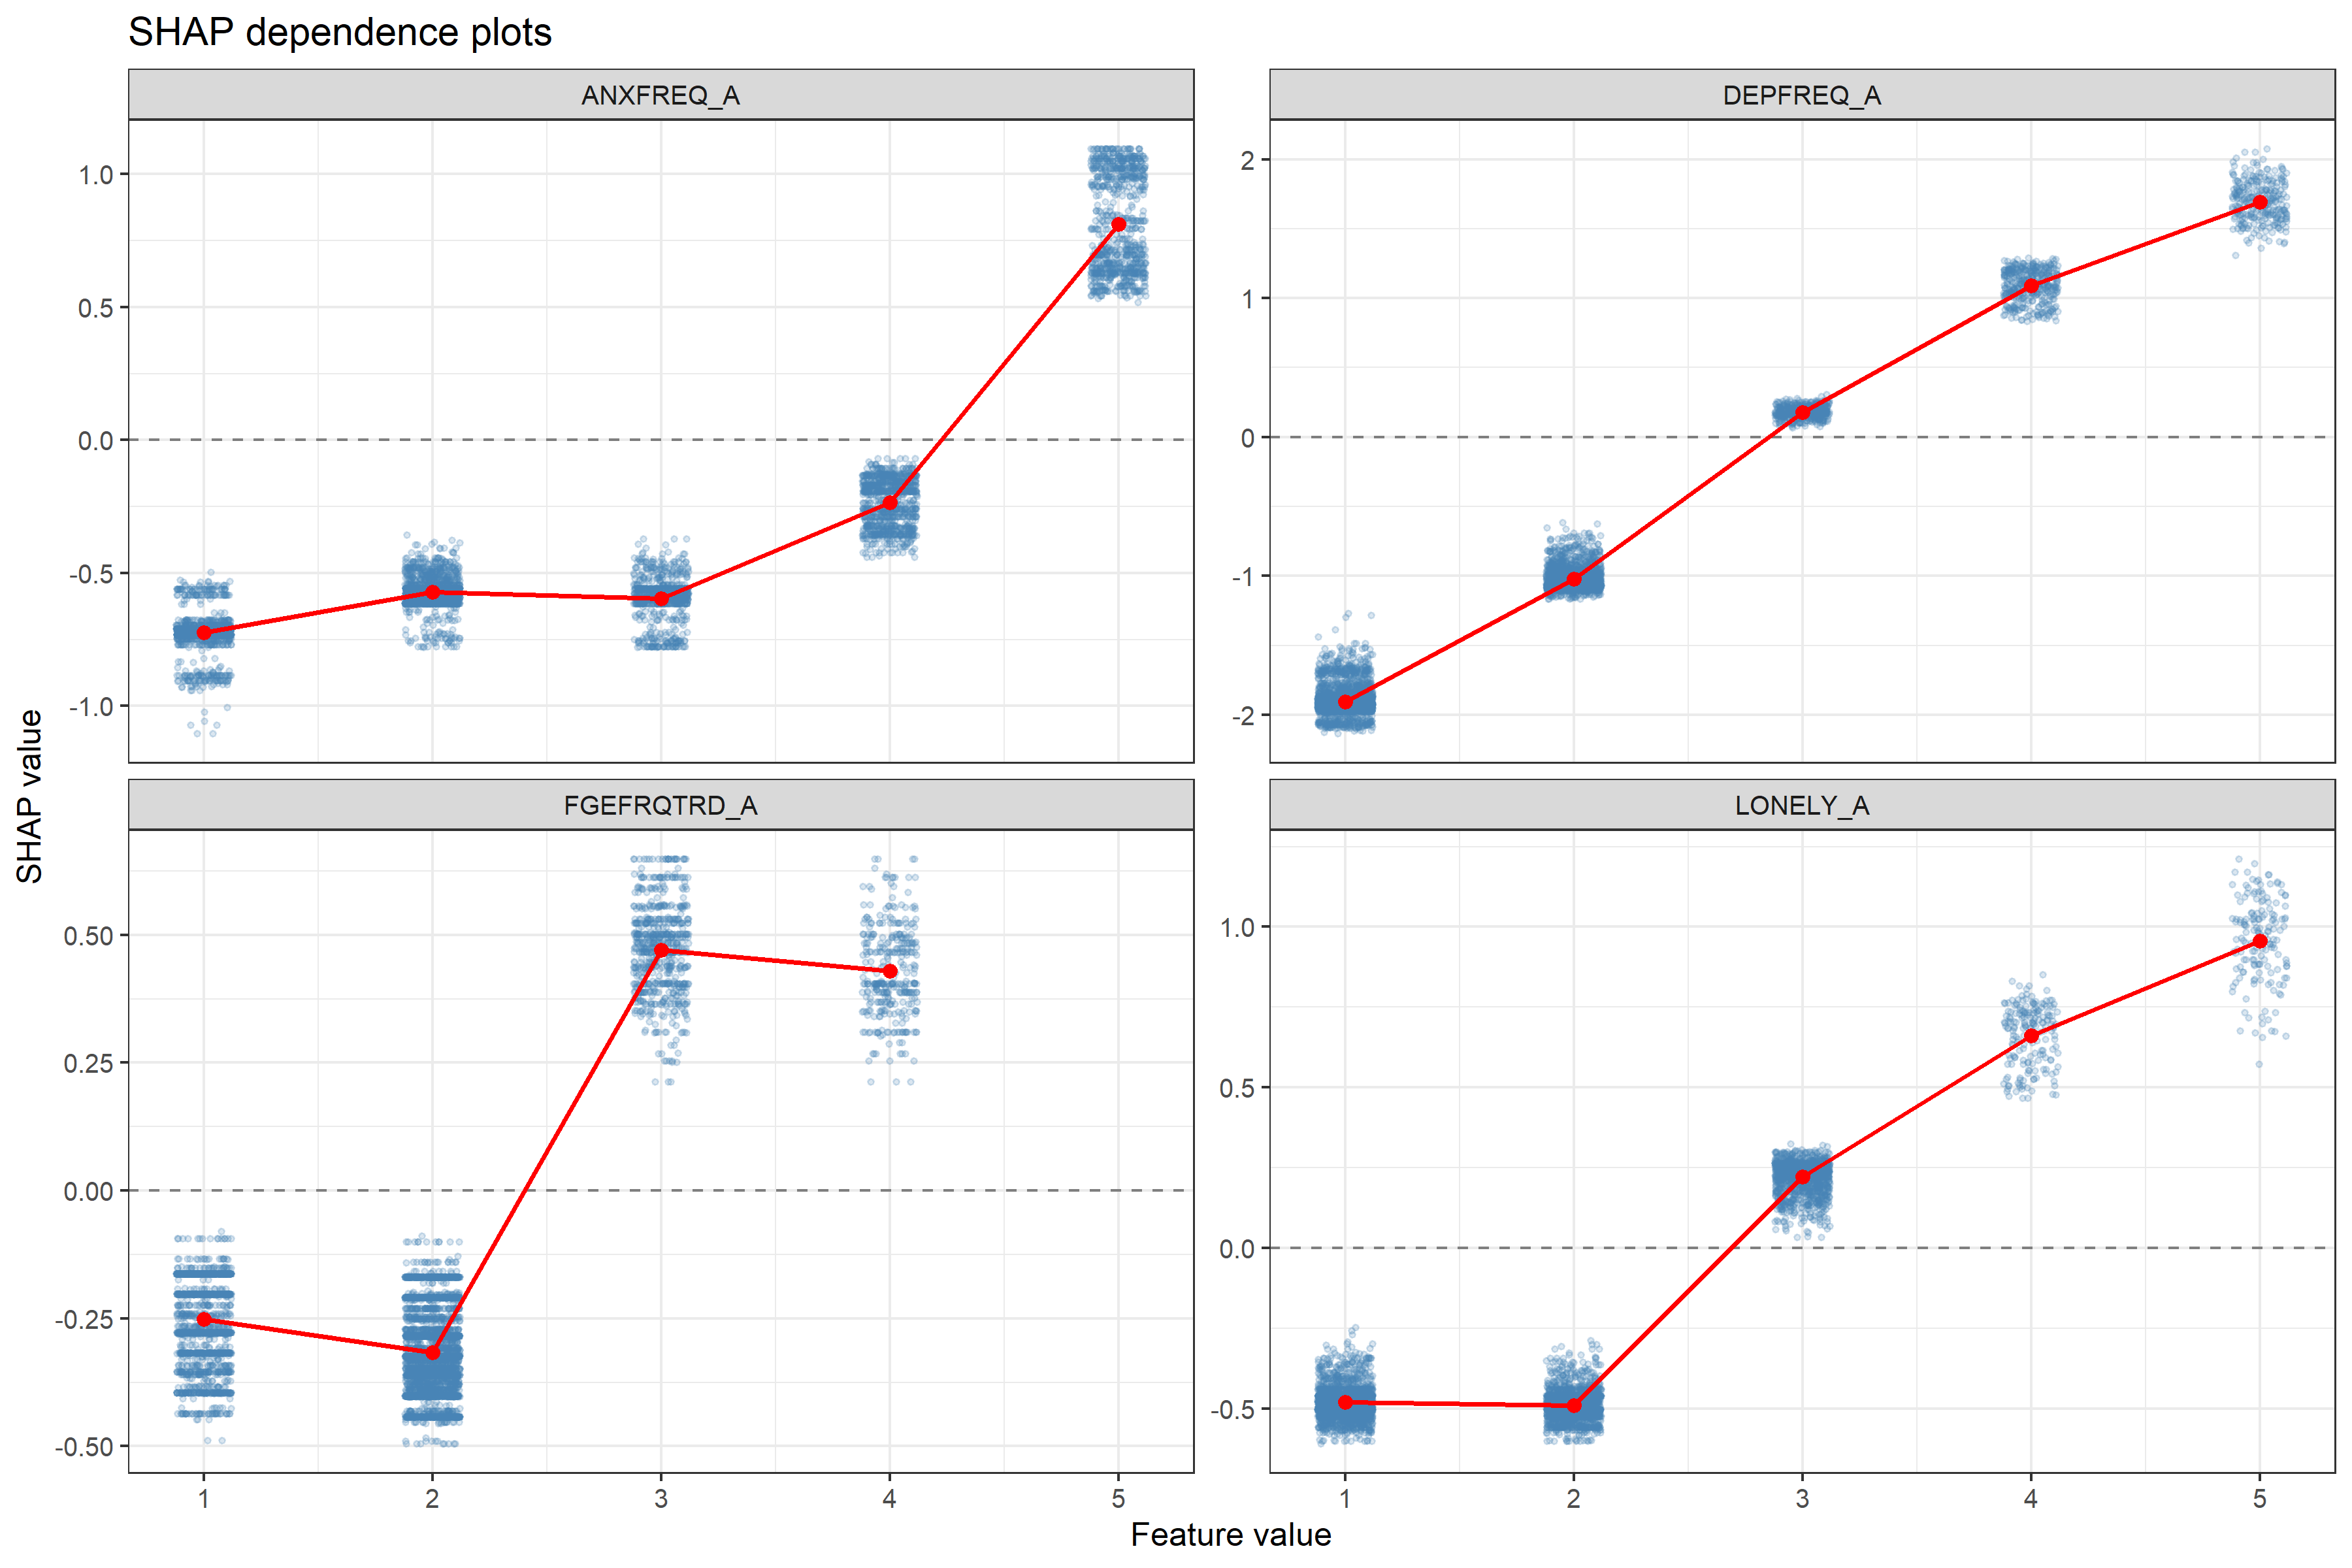 SHAP dependence plots
ANXFREQ_A
DEPFREQ_A
1.0
0.5
0.0
-0.5
-1.0
2
1
0
-1
-2
SHAP value
FGEFRQTRD_A
LONELY_A
0.50
0.25
0.00
-0.25
-0.50
1.0
0.5
0.0
-0.5
1 2 3 4 5
1 2 3 4 5
Feature value